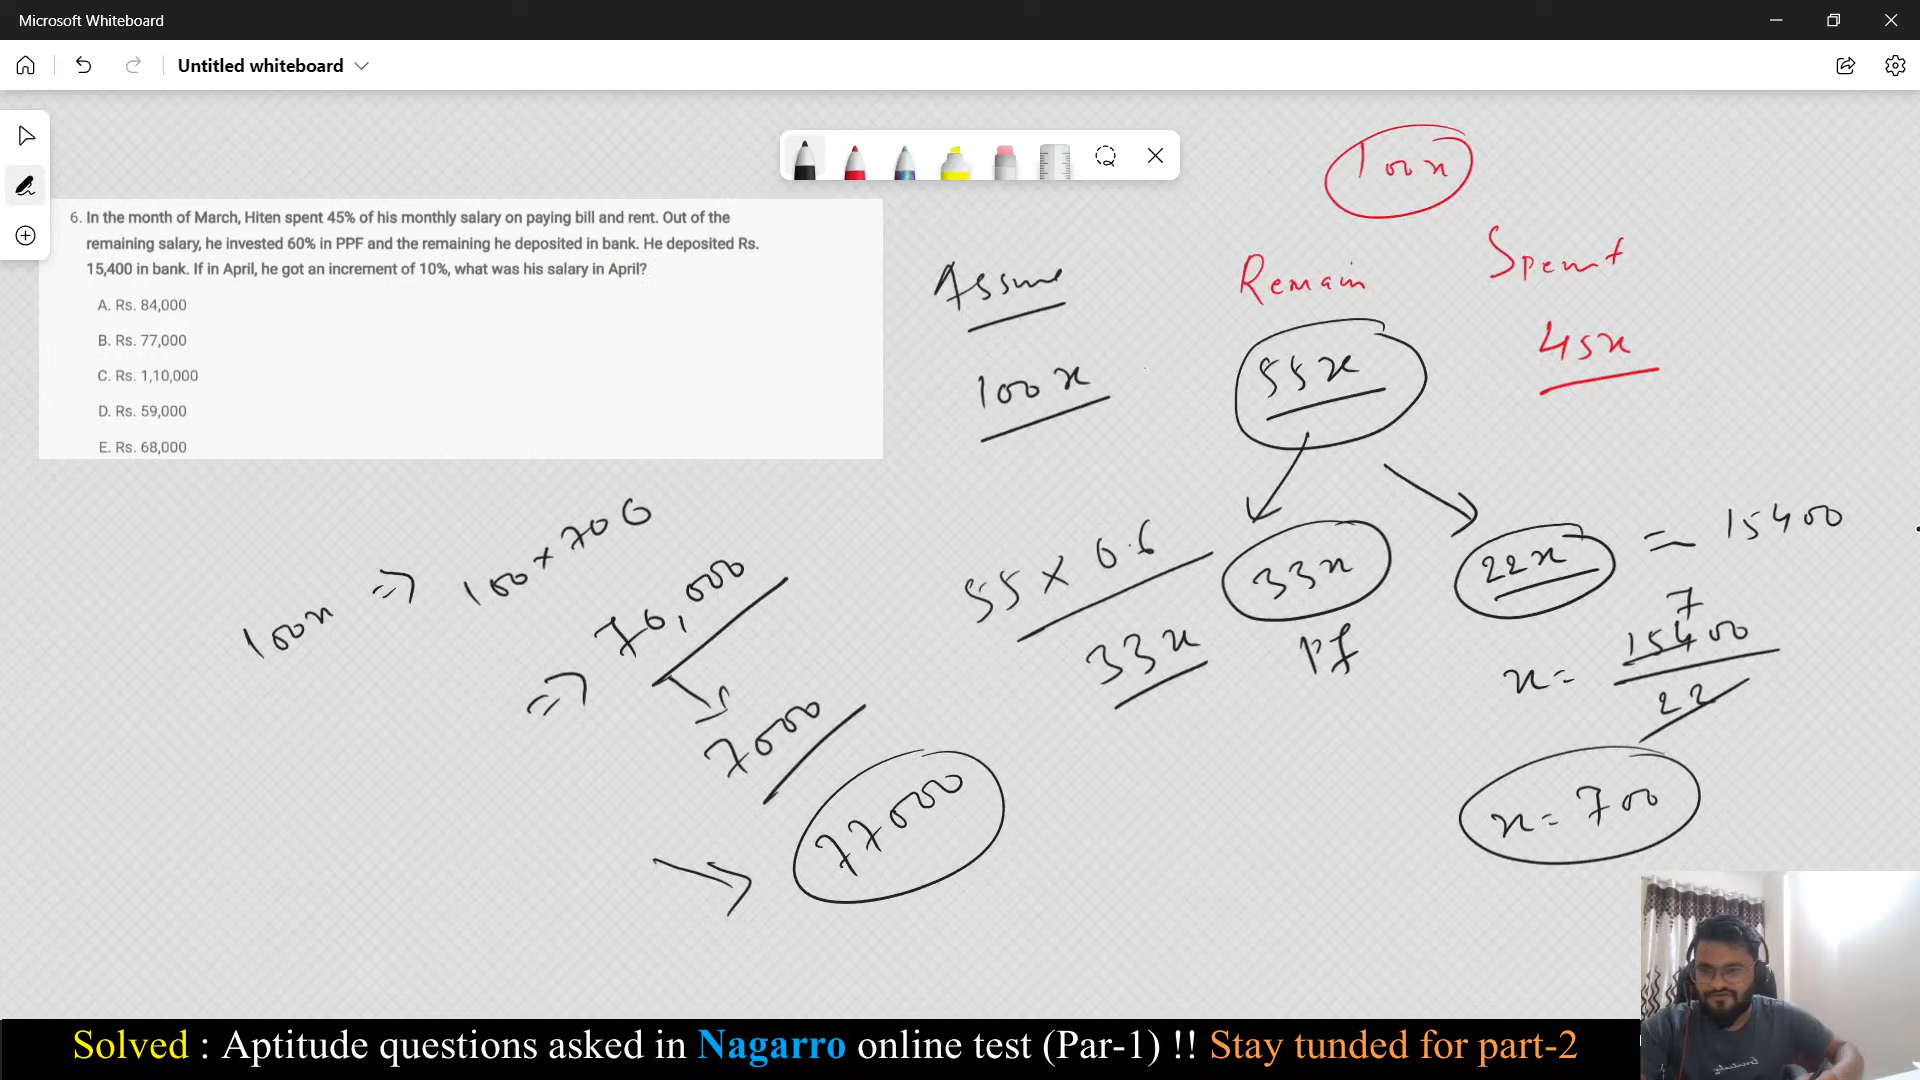 Microsoft Whiteboard
Untitled whiteboard
6. In the month of March, Hiten spent 45% of his monthly salary on paying bill and rent. Out of the
remaining salary, he invested 60% in PPF and the remaining he deposited in bank. He deposited Rs.
15,400 in bank. If in April, he got an increment of 10%, what was his salary in April?
A. Rs. 84,000
B. Rs. 77,000
C. Rs. 1,10,000
D. Rs. 59,000
E. Rs. 68,000
100x
Assume
Remain
Spent
100x
55x
45x
100x => 100 x 700
70,000
=> 7000
77000
55 x 0.6
33x
33x
pf
22x = 15400
7
x = 15400
22
x = 700
Solved : Aptitude questions asked in Nagarro online test (Par-1) !! Stay tunded for part-2